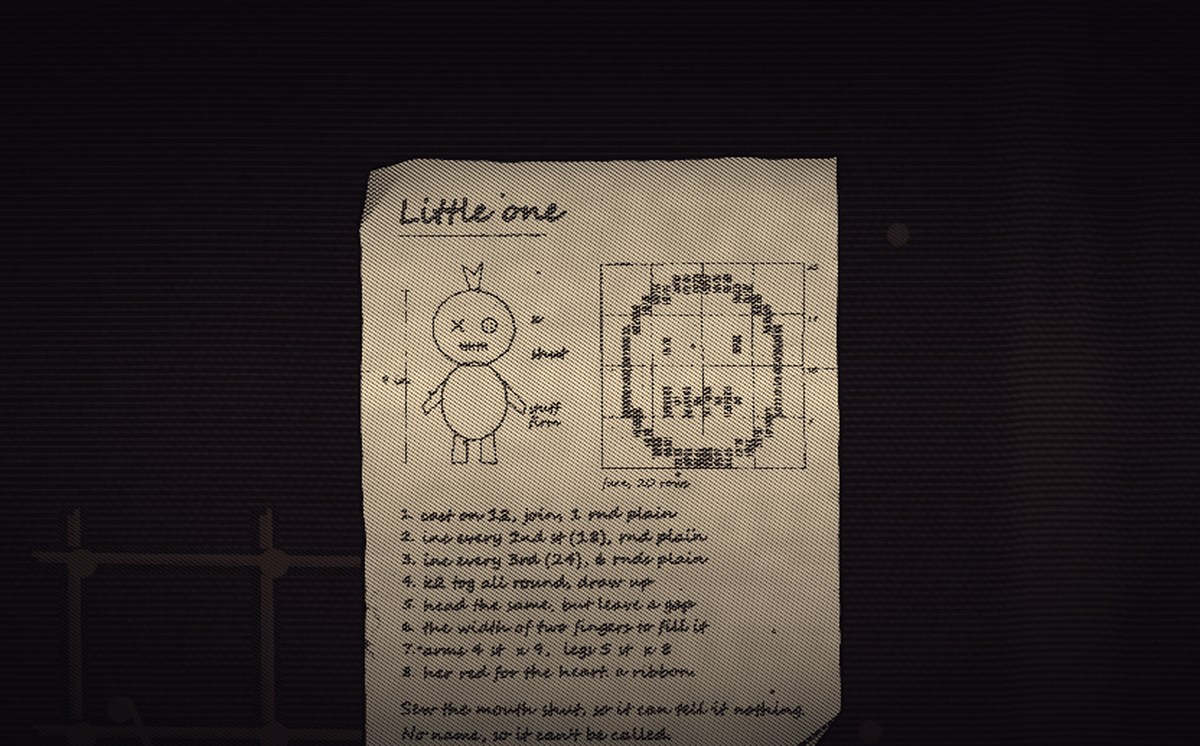 Little one
x
shut
stuff
firm
20
15
10
5
face, 20 rows
1. cast on 12, join, 1 rnd plain
2. inc every 2nd st (18), rnd plain
3. inc every 3rd (24), 6 rnds plain
4. k2 tog all round, draw up
5. head the same, but leave a gap
6. the width of two fingers to fill it
7. arms 4 st x 9, legs 5 st x 8
8. her red for the heart. a ribbon.
Sew the mouth shut, so it can tell it nothing.
No name, so it can't be called.